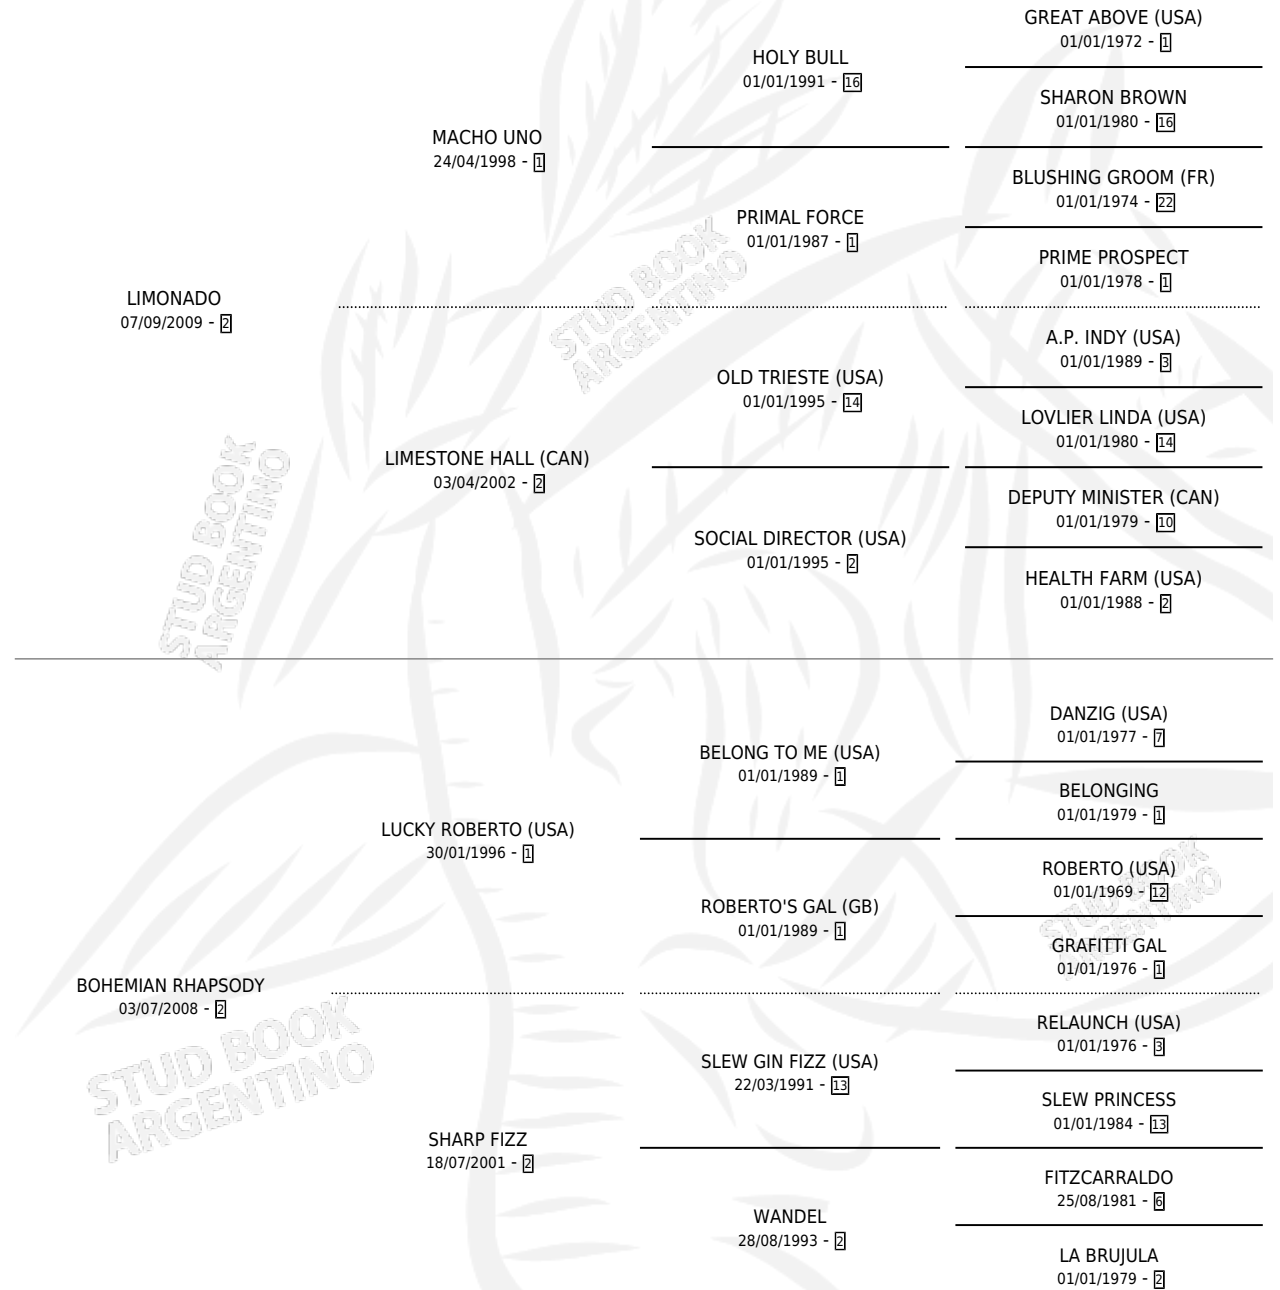 GREAT ABOVE (USA)
01/01/1972 - 1
HOLY BULL
01/01/1991 - 16
SHARON BROWN
01/01/1980 - 16
MACHO UNO
24/04/1998 - 1
BLUSHING GROOM (FR)
01/01/1974 - 22
PRIMAL FORCE
01/01/1987 - 1
PRIME PROSPECT
01/01/1978 - 1
LIMONADO
07/09/2009 - 2
A.P. INDY (USA)
01/01/1989 - 3
OLD TRIESTE (USA)
01/01/1995 - 14
LOVLIER LINDA (USA)
01/01/1980 - 14
LIMESTONE HALL (CAN)
03/04/2002 - 2
DEPUTY MINISTER (CAN)
01/01/1979 - 10
SOCIAL DIRECTOR (USA)
01/01/1995 - 2
HEALTH FARM (USA)
01/01/1988 - 2
DANZIG (USA)
01/01/1977 - 7
BELONG TO ME (USA)
01/01/1989 - 1
BELONGING
01/01/1979 - 1
LUCKY ROBERTO (USA)
30/01/1996 - 1
ROBERTO (USA)
01/01/1969 - 12
ROBERTO'S GAL (GB)
01/01/1989 - 1
GRAFITTI GAL
01/01/1976 - 1
BOHEMIAN RHAPSODY
03/07/2008 - 2
RELAUNCH (USA)
01/01/1976 - 3
SLEW GIN FIZZ (USA)
22/03/1991 - 13
SLEW PRINCESS
01/01/1984 - 13
SHARP FIZZ
18/07/2001 - 2
FITZCARRALDO
25/08/1981 - 6
WANDEL
28/08/1993 - 2
LA BRUJULA
01/01/1979 - 2
STUD BOOK
ARGENTINO
STUD BOOK
ARGENTINO
STUD BOOK
ARGENTINO
STUD BOOK
ARGENTINO